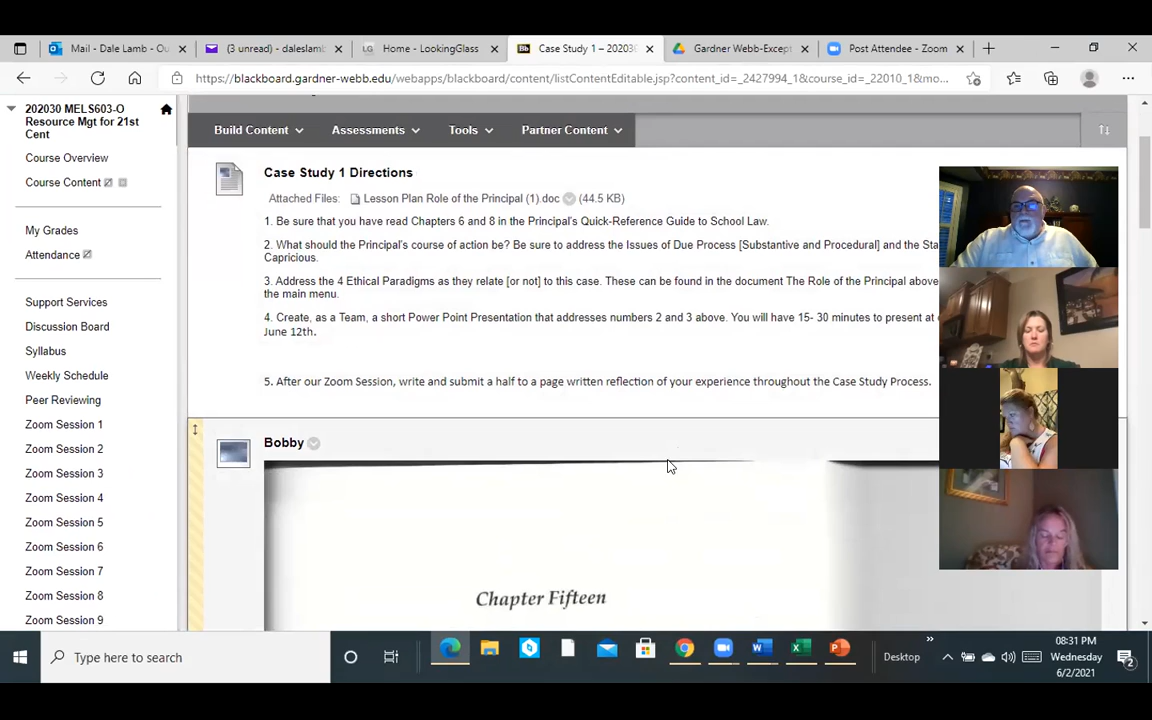 Mail - Dale Lamb - Ou
(3 unread) - daleslamb
Home - LookingGlass
Case Study 1 – 202030
Gardner Webb-Except
Post Attendee - Zoom
https://blackboard.gardner-webb.edu/webapps/blackboard/content/listContentEditable.jsp?content_id=_2427994_1&course_id=_22010_1&mo...
202030 MELS603-O
Resource Mgt for 21st
Cent
Course Overview
Course Content
My Grades
Attendance
Support Services
Discussion Board
Syllabus
Weekly Schedule
Peer Reviewing
Zoom Session 1
Zoom Session 2
Zoom Session 3
Zoom Session 4
Zoom Session 5
Zoom Session 6
Zoom Session 7
Zoom Session 8
Zoom Session 9
Build Content
Assessments
Tools
Partner Content
Case Study 1 Directions
Attached Files: Lesson Plan Role of the Principal (1).doc (44.5 KB)
1. Be sure that you have read Chapters 6 and 8 in the Principal's Quick-Reference Guide to School Law.
2. What should the Principal's course of action be? Be sure to address the Issues of Due Process [Substantive and Procedural] and the Sta
Capricious.
3. Address the 4 Ethical Paradigms as they relate [or not] to this case. These can be found in the document The Role of the Principal above
the main menu.
4. Create, as a Team, a short Power Point Presentation that addresses numbers 2 and 3 above. You will have 15- 30 minutes to present at
June 12th.
5. After our Zoom Session, write and submit a half to a page written reflection of your experience throughout the Case Study Process.
Bobby
Chapter Fifteen
Type here to search
Desktop
08:31 PM
Wednesday
6/2/2021
2